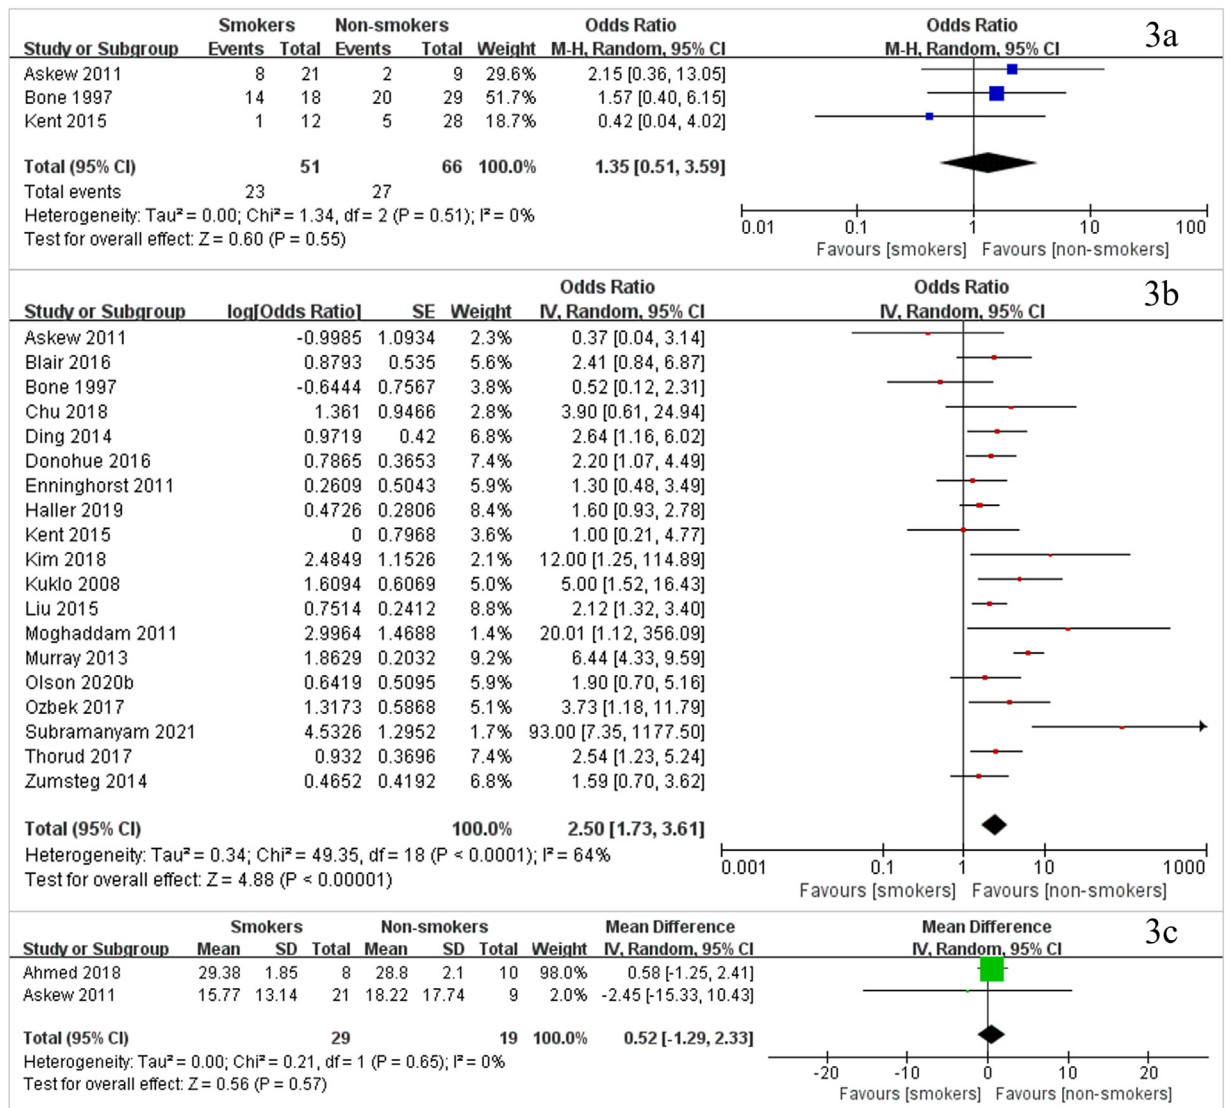 Smokers Non-smokers Odds Ratio Odds Ratio 3a
Study or Subgroup Events Total Events Total Weight M-H, Random, 95% CI M-H, Random, 95% CI
Askew 2011 8 21 2 9 29.6% 2.15 [0.36, 13.05]
Bone 1997 14 18 20 29 51.7% 1.57 [0.40, 6.15]
Kent 2015 1 12 5 28 18.7% 0.42 [0.04, 4.02]
Total (95% CI) 51 66 100.0% 1.35 [0.51, 3.59]
Total events 23 27
Heterogeneity: Tau² = 0.00; Chi² = 1.34, df = 2 (P = 0.51); I² = 0%
Test for overall effect: Z = 0.60 (P = 0.55)
0.01 0.1 1 10 100
Favours [smokers] Favours [non-smokers]
Odds Ratio Odds Ratio 3b
Study or Subgroup log[Odds Ratio] SE Weight IV, Random, 95% CI IV, Random, 95% CI
Askew 2011 -0.9985 1.0934 2.3% 0.37 [0.04, 3.14]
Blair 2016 0.8793 0.535 5.6% 2.41 [0.84, 6.87]
Bone 1997 -0.6444 0.7567 3.8% 0.52 [0.12, 2.31]
Chu 2018 1.361 0.9466 2.8% 3.90 [0.61, 24.94]
Ding 2014 0.9719 0.42 6.8% 2.64 [1.16, 6.02]
Donohue 2016 0.7865 0.3653 7.4% 2.20 [1.07, 4.49]
Enninghorst 2011 0.2609 0.5043 5.9% 1.30 [0.48, 3.49]
Haller 2019 0.4726 0.2806 8.4% 1.60 [0.93, 2.78]
Kent 2015 0 0.7968 3.6% 1.00 [0.21, 4.77]
Kim 2018 2.4849 1.1526 2.1% 12.00 [1.25, 114.89]
Kuklo 2008 1.6094 0.6069 5.0% 5.00 [1.52, 16.43]
Liu 2015 0.7514 0.2412 8.8% 2.12 [1.32, 3.40]
Moghaddam 2011 2.9964 1.4688 1.4% 20.01 [1.12, 356.09]
Murray 2013 1.8629 0.2032 9.2% 6.44 [4.33, 9.59]
Olson 2020b 0.6419 0.5095 5.9% 1.90 [0.70, 5.16]
Ozbek 2017 1.3173 0.5868 5.1% 3.73 [1.18, 11.79]
Subramanyam 2021 4.5326 1.2952 1.7% 93.00 [7.35, 1177.50]
Thorud 2017 0.932 0.3696 7.4% 2.54 [1.23, 5.24]
Zumsteg 2014 0.4652 0.4192 6.8% 1.59 [0.70, 3.62]
Total (95% CI) 100.0% 2.50 [1.73, 3.61]
Heterogeneity: Tau² = 0.34; Chi² = 49.35, df = 18 (P < 0.0001); I² = 64%
Test for overall effect: Z = 4.88 (P < 0.00001)
0.001 0.1 1 10 1000
Favours [smokers] Favours [non-smokers]
Smokers Non-smokers Mean Difference Mean Difference 3c
Study or Subgroup Mean SD Total Mean SD Total Weight IV, Random, 95% CI IV, Random, 95% CI
Ahmed 2018 29.38 1.85 8 28.8 2.1 10 98.0% 0.58 [-1.25, 2.41]
Askew 2011 15.77 13.14 21 18.22 17.74 9 2.0% -2.45 [-15.33, 10.43]
Total (95% CI) 29 19 100.0% 0.52 [-1.29, 2.33]
Heterogeneity: Tau² = 0.00; Chi² = 0.21, df = 1 (P = 0.65); I² = 0%
Test for overall effect: Z = 0.56 (P = 0.57)
-20 -10 0 10 20
Favours [smokers] Favours [non-smokers]